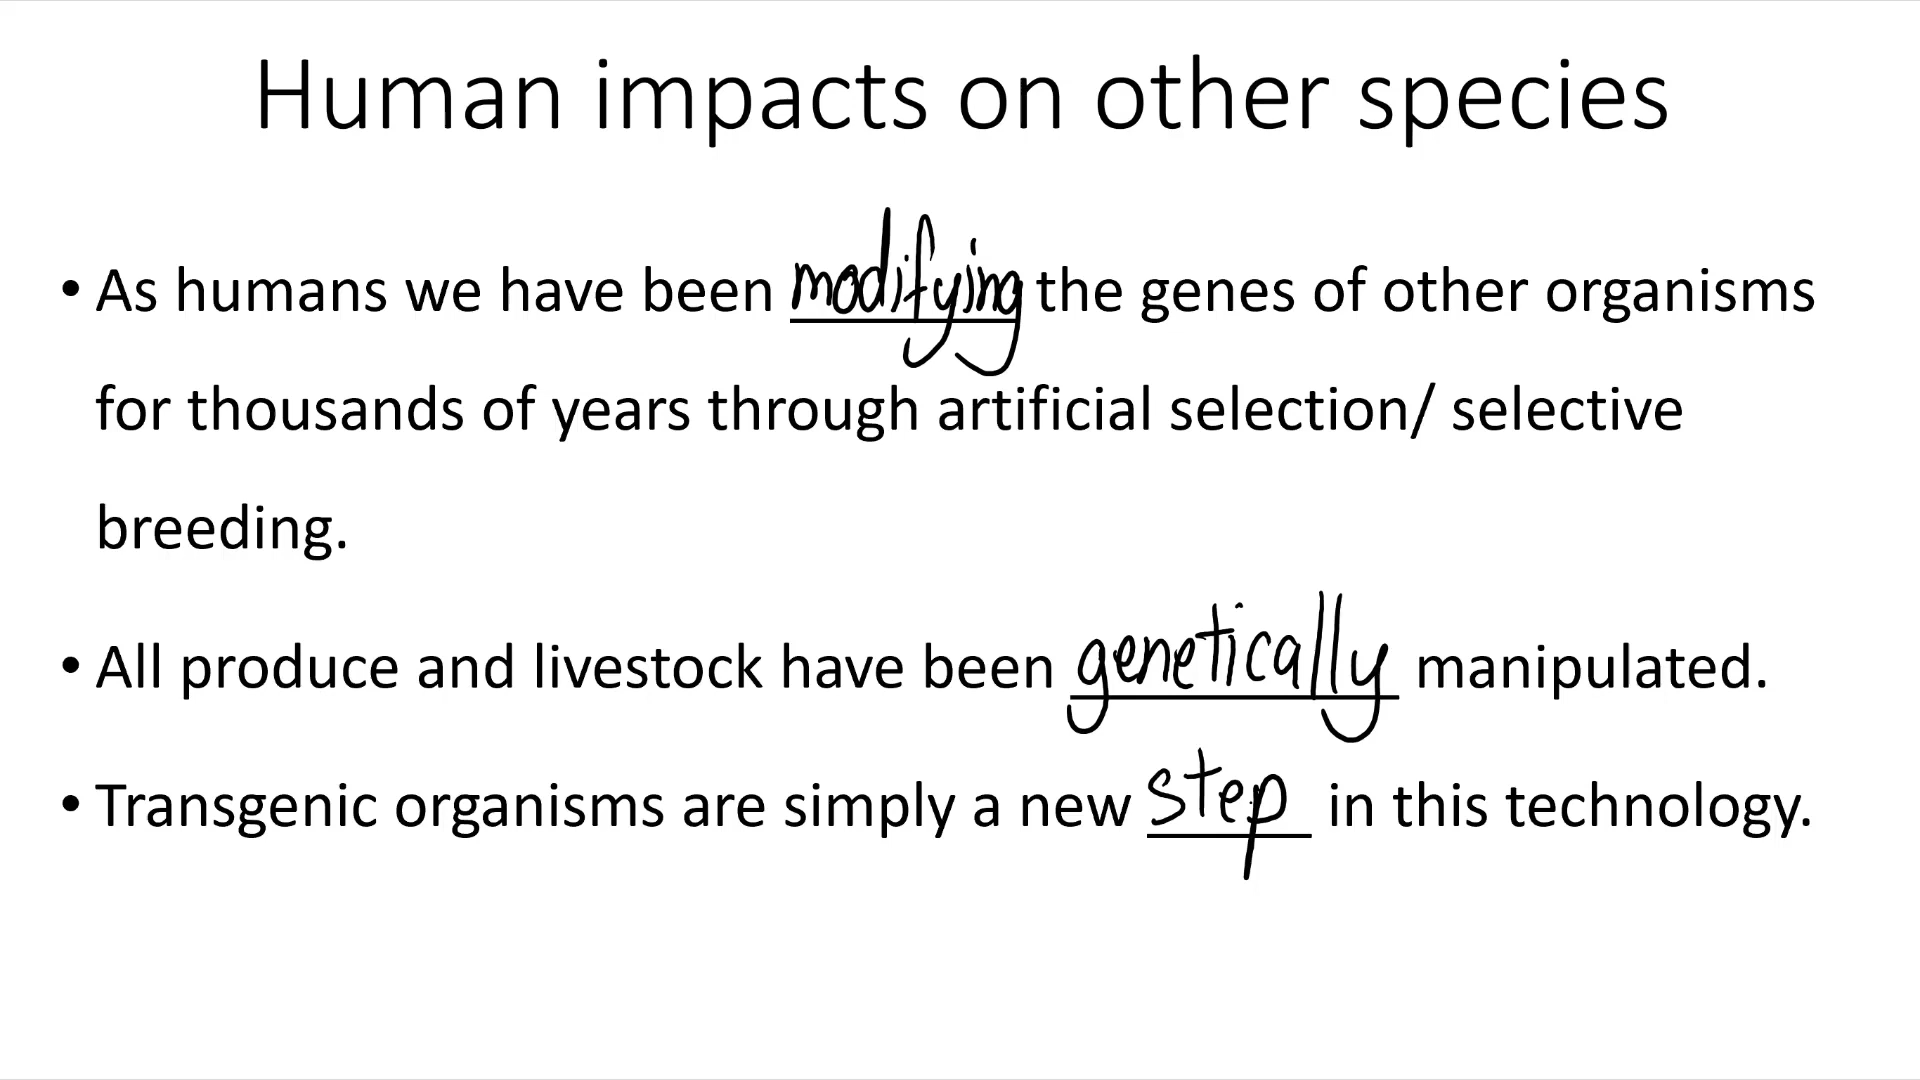 Human impacts on other species
• As humans we have been modifying the genes of other organisms
for thousands of years through artificial selection/ selective
breeding.
• All produce and livestock have been genetically manipulated.
• Transgenic organisms are simply a new step in this technology.